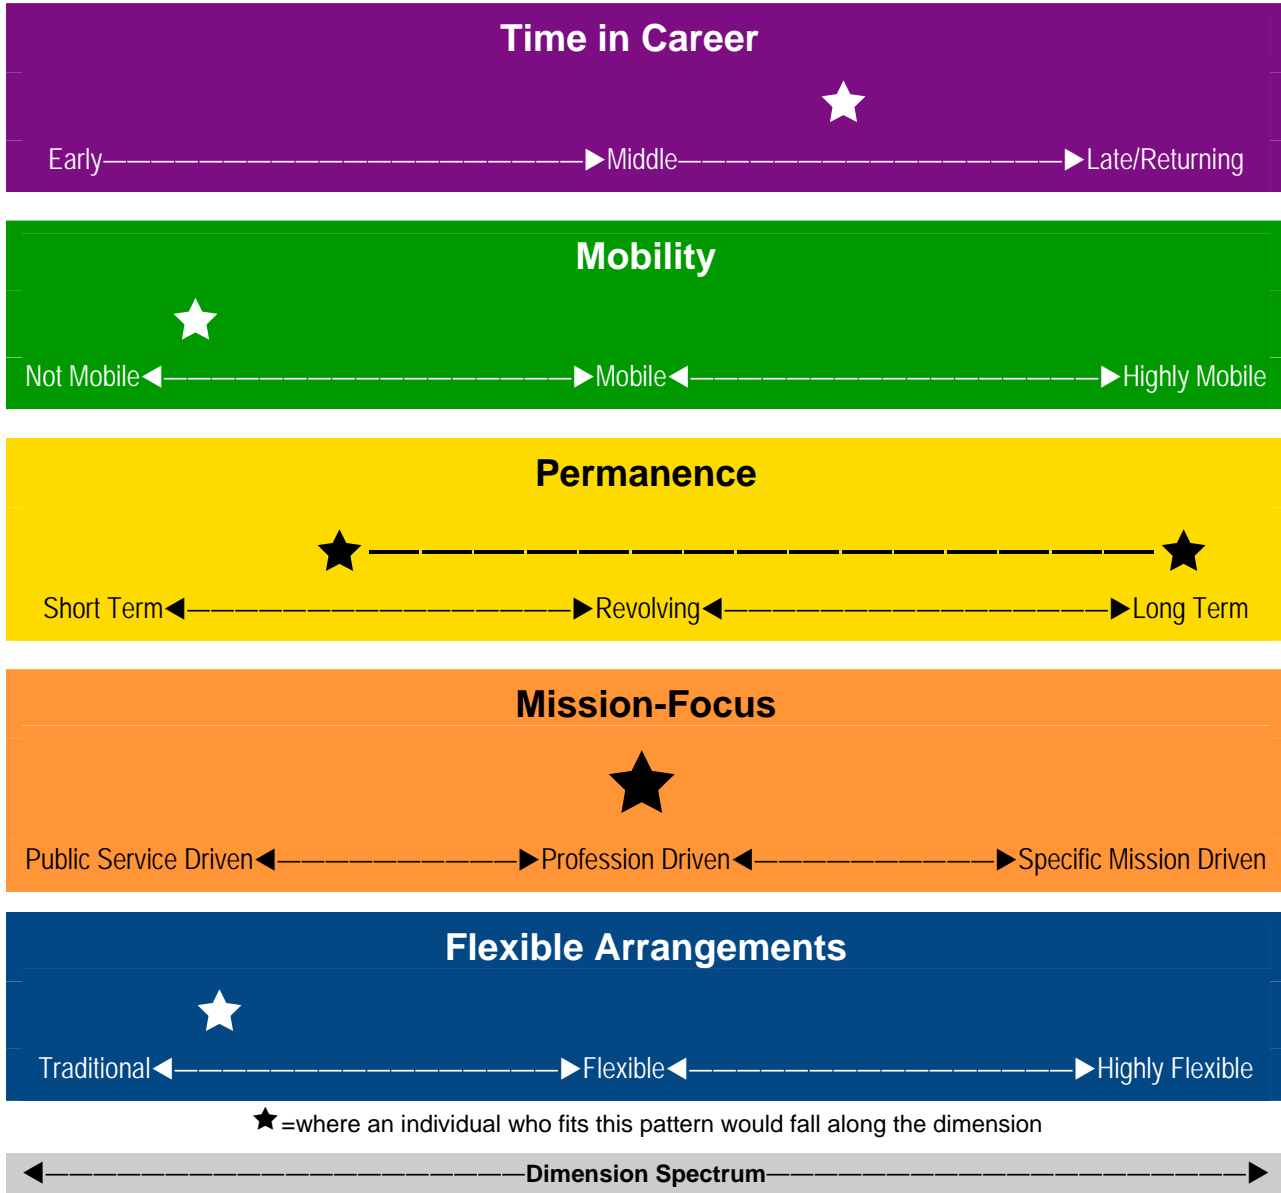 Time in Career
Early————————————————————▶Middle————————————————▶Late/Returning
Mobility
Not Mobile◀—————————————————▶Mobile◀—————————————————▶Highly Mobile
Permanence
Short Term◀————————————————▶Revolving◀————————————————▶Long Term
Mission-Focus
Public Service Driven◀——————————▶Profession Driven◀——————————▶Specific Mission Driven
Flexible Arrangements
Traditional◀————————————————▶Flexible◀————————————————▶Highly Flexible
★=where an individual who fits this pattern would fall along the dimension
◀————————————————————Dimension Spectrum————————————————————▶